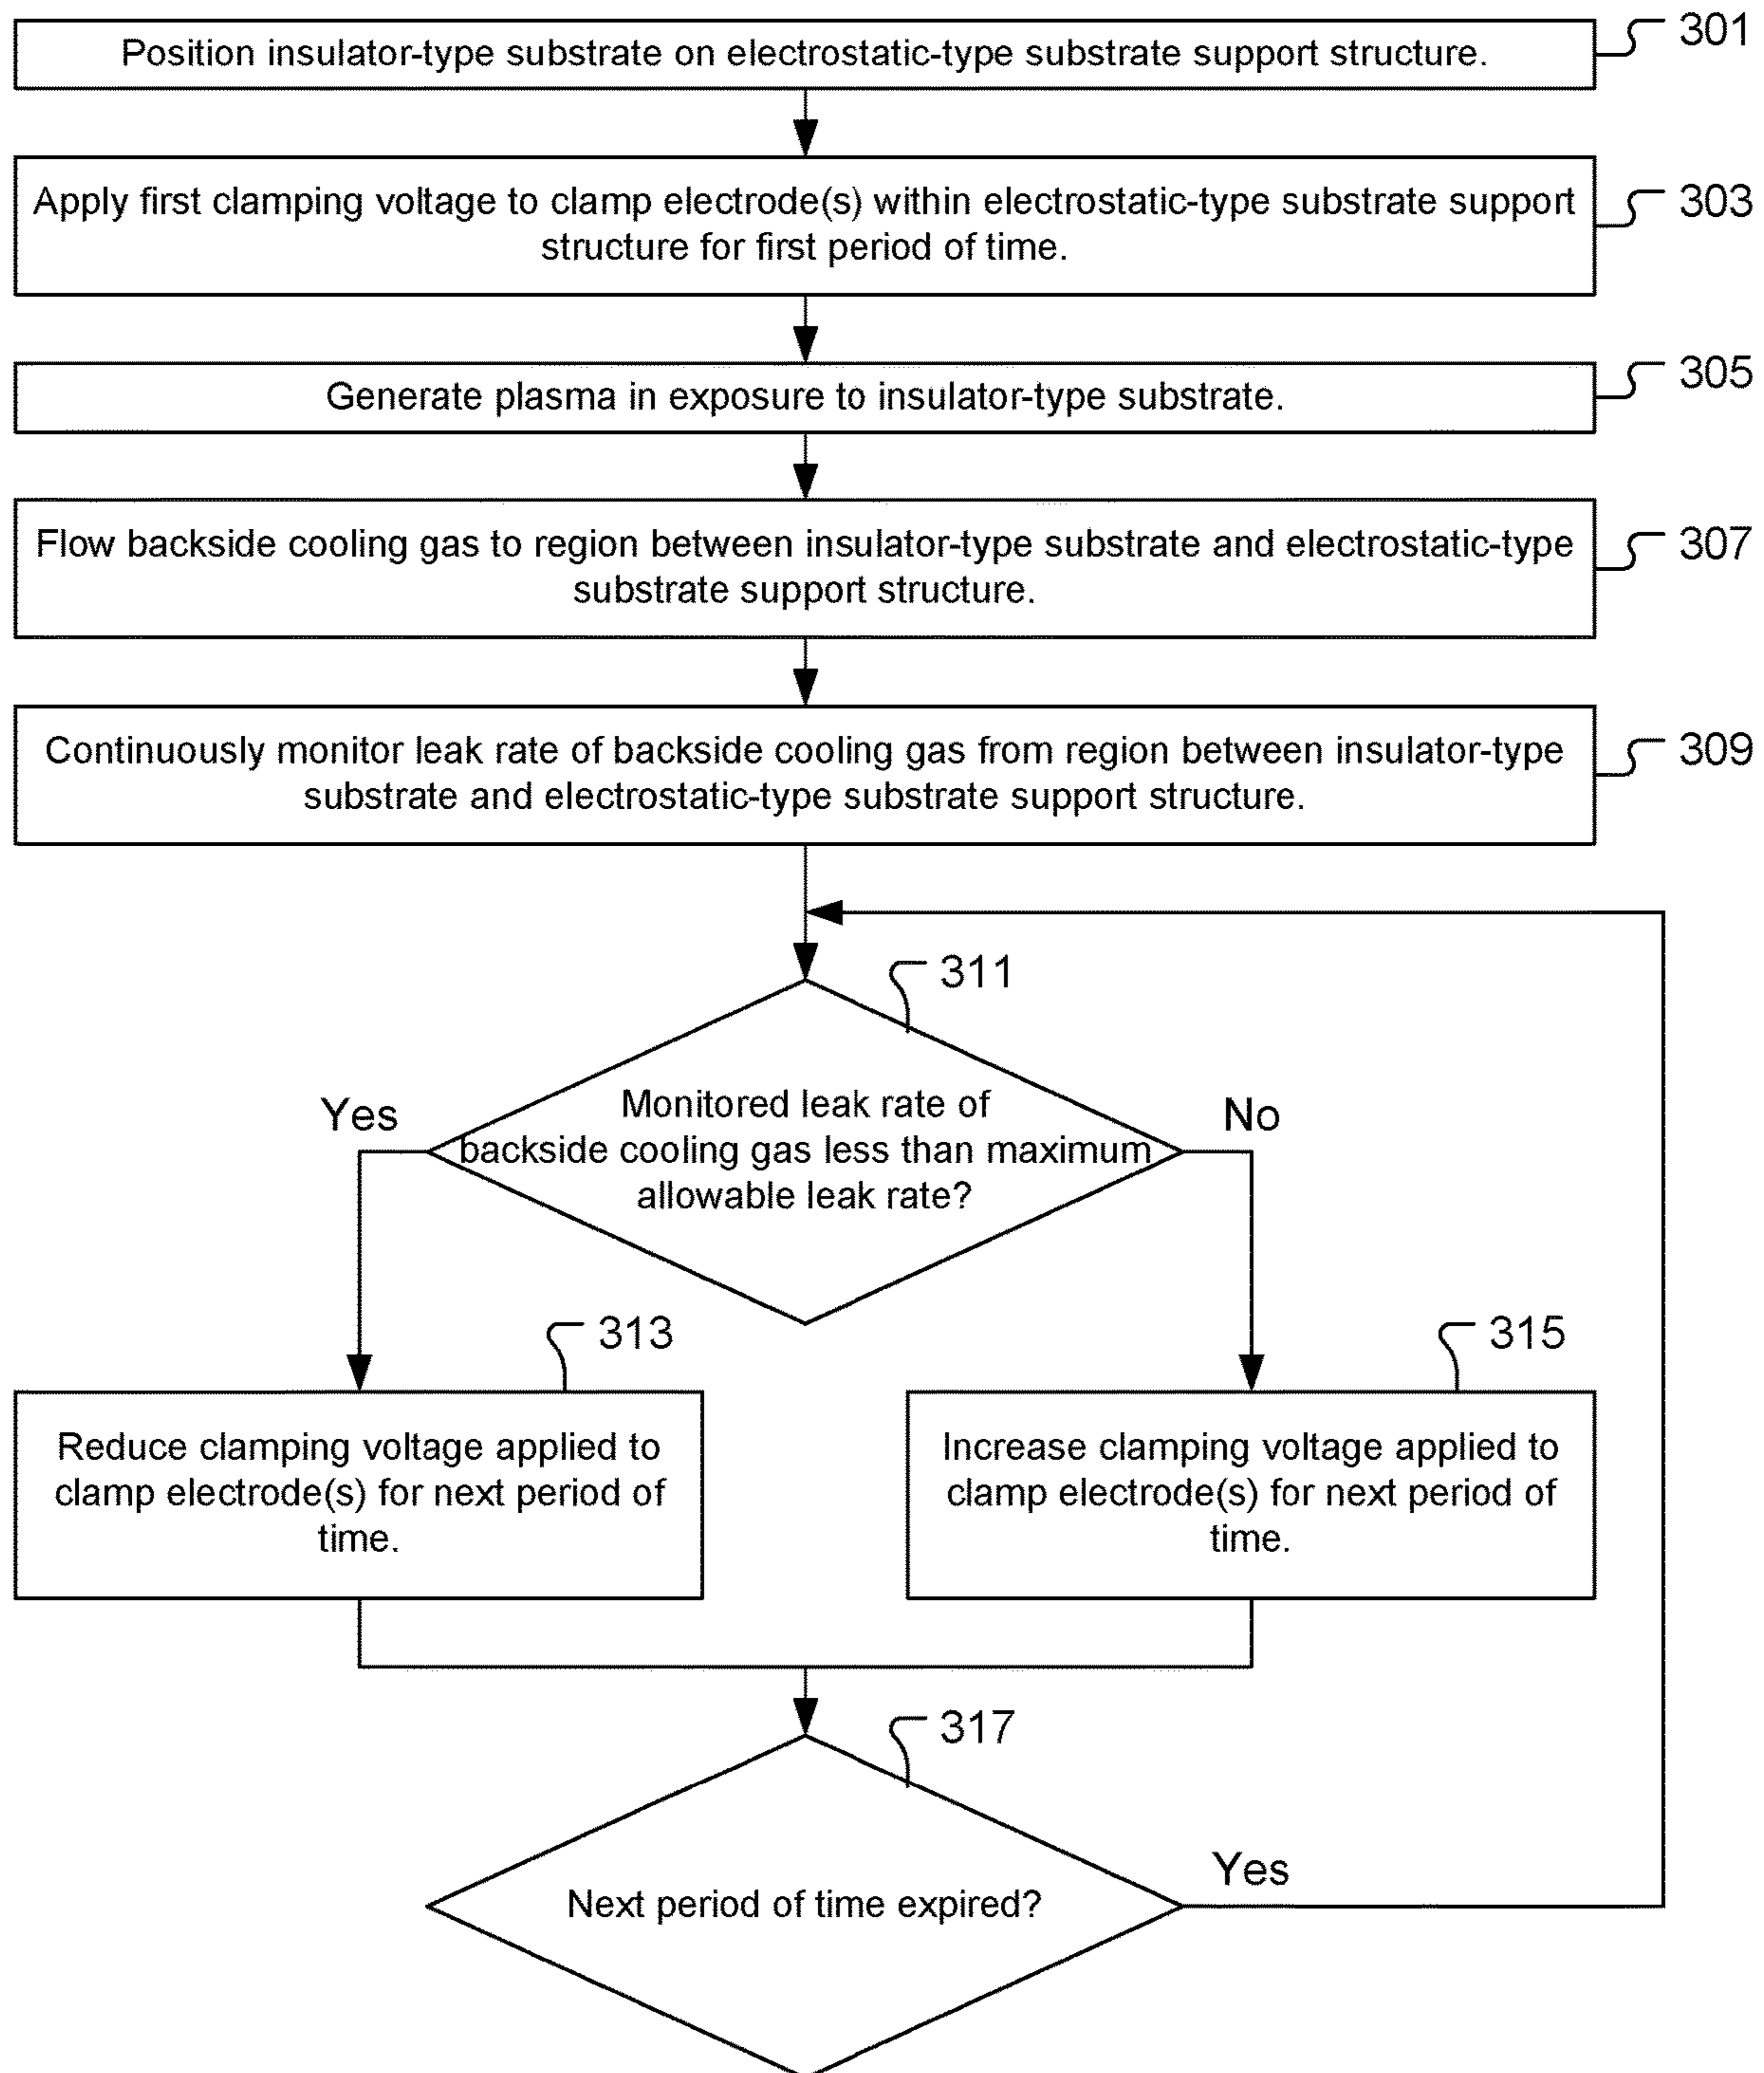 Position insulator-type substrate on electrostatic-type substrate support structure.
301
Apply first clamping voltage to clamp electrode(s) within electrostatic-type substrate support
structure for first period of time.
303
Generate plasma in exposure to insulator-type substrate.
305
Flow backside cooling gas to region between insulator-type substrate and electrostatic-type
substrate support structure.
307
Continuously monitor leak rate of backside cooling gas from region between insulator-type
substrate and electrostatic-type substrate support structure.
309
311
Yes
No
Monitored leak rate of
backside cooling gas less than maximum
allowable leak rate?
313
315
Reduce clamping voltage applied to
clamp electrode(s) for next period of
time.
Increase clamping voltage applied to
clamp electrode(s) for next period of
time.
317
Yes
Next period of time expired?